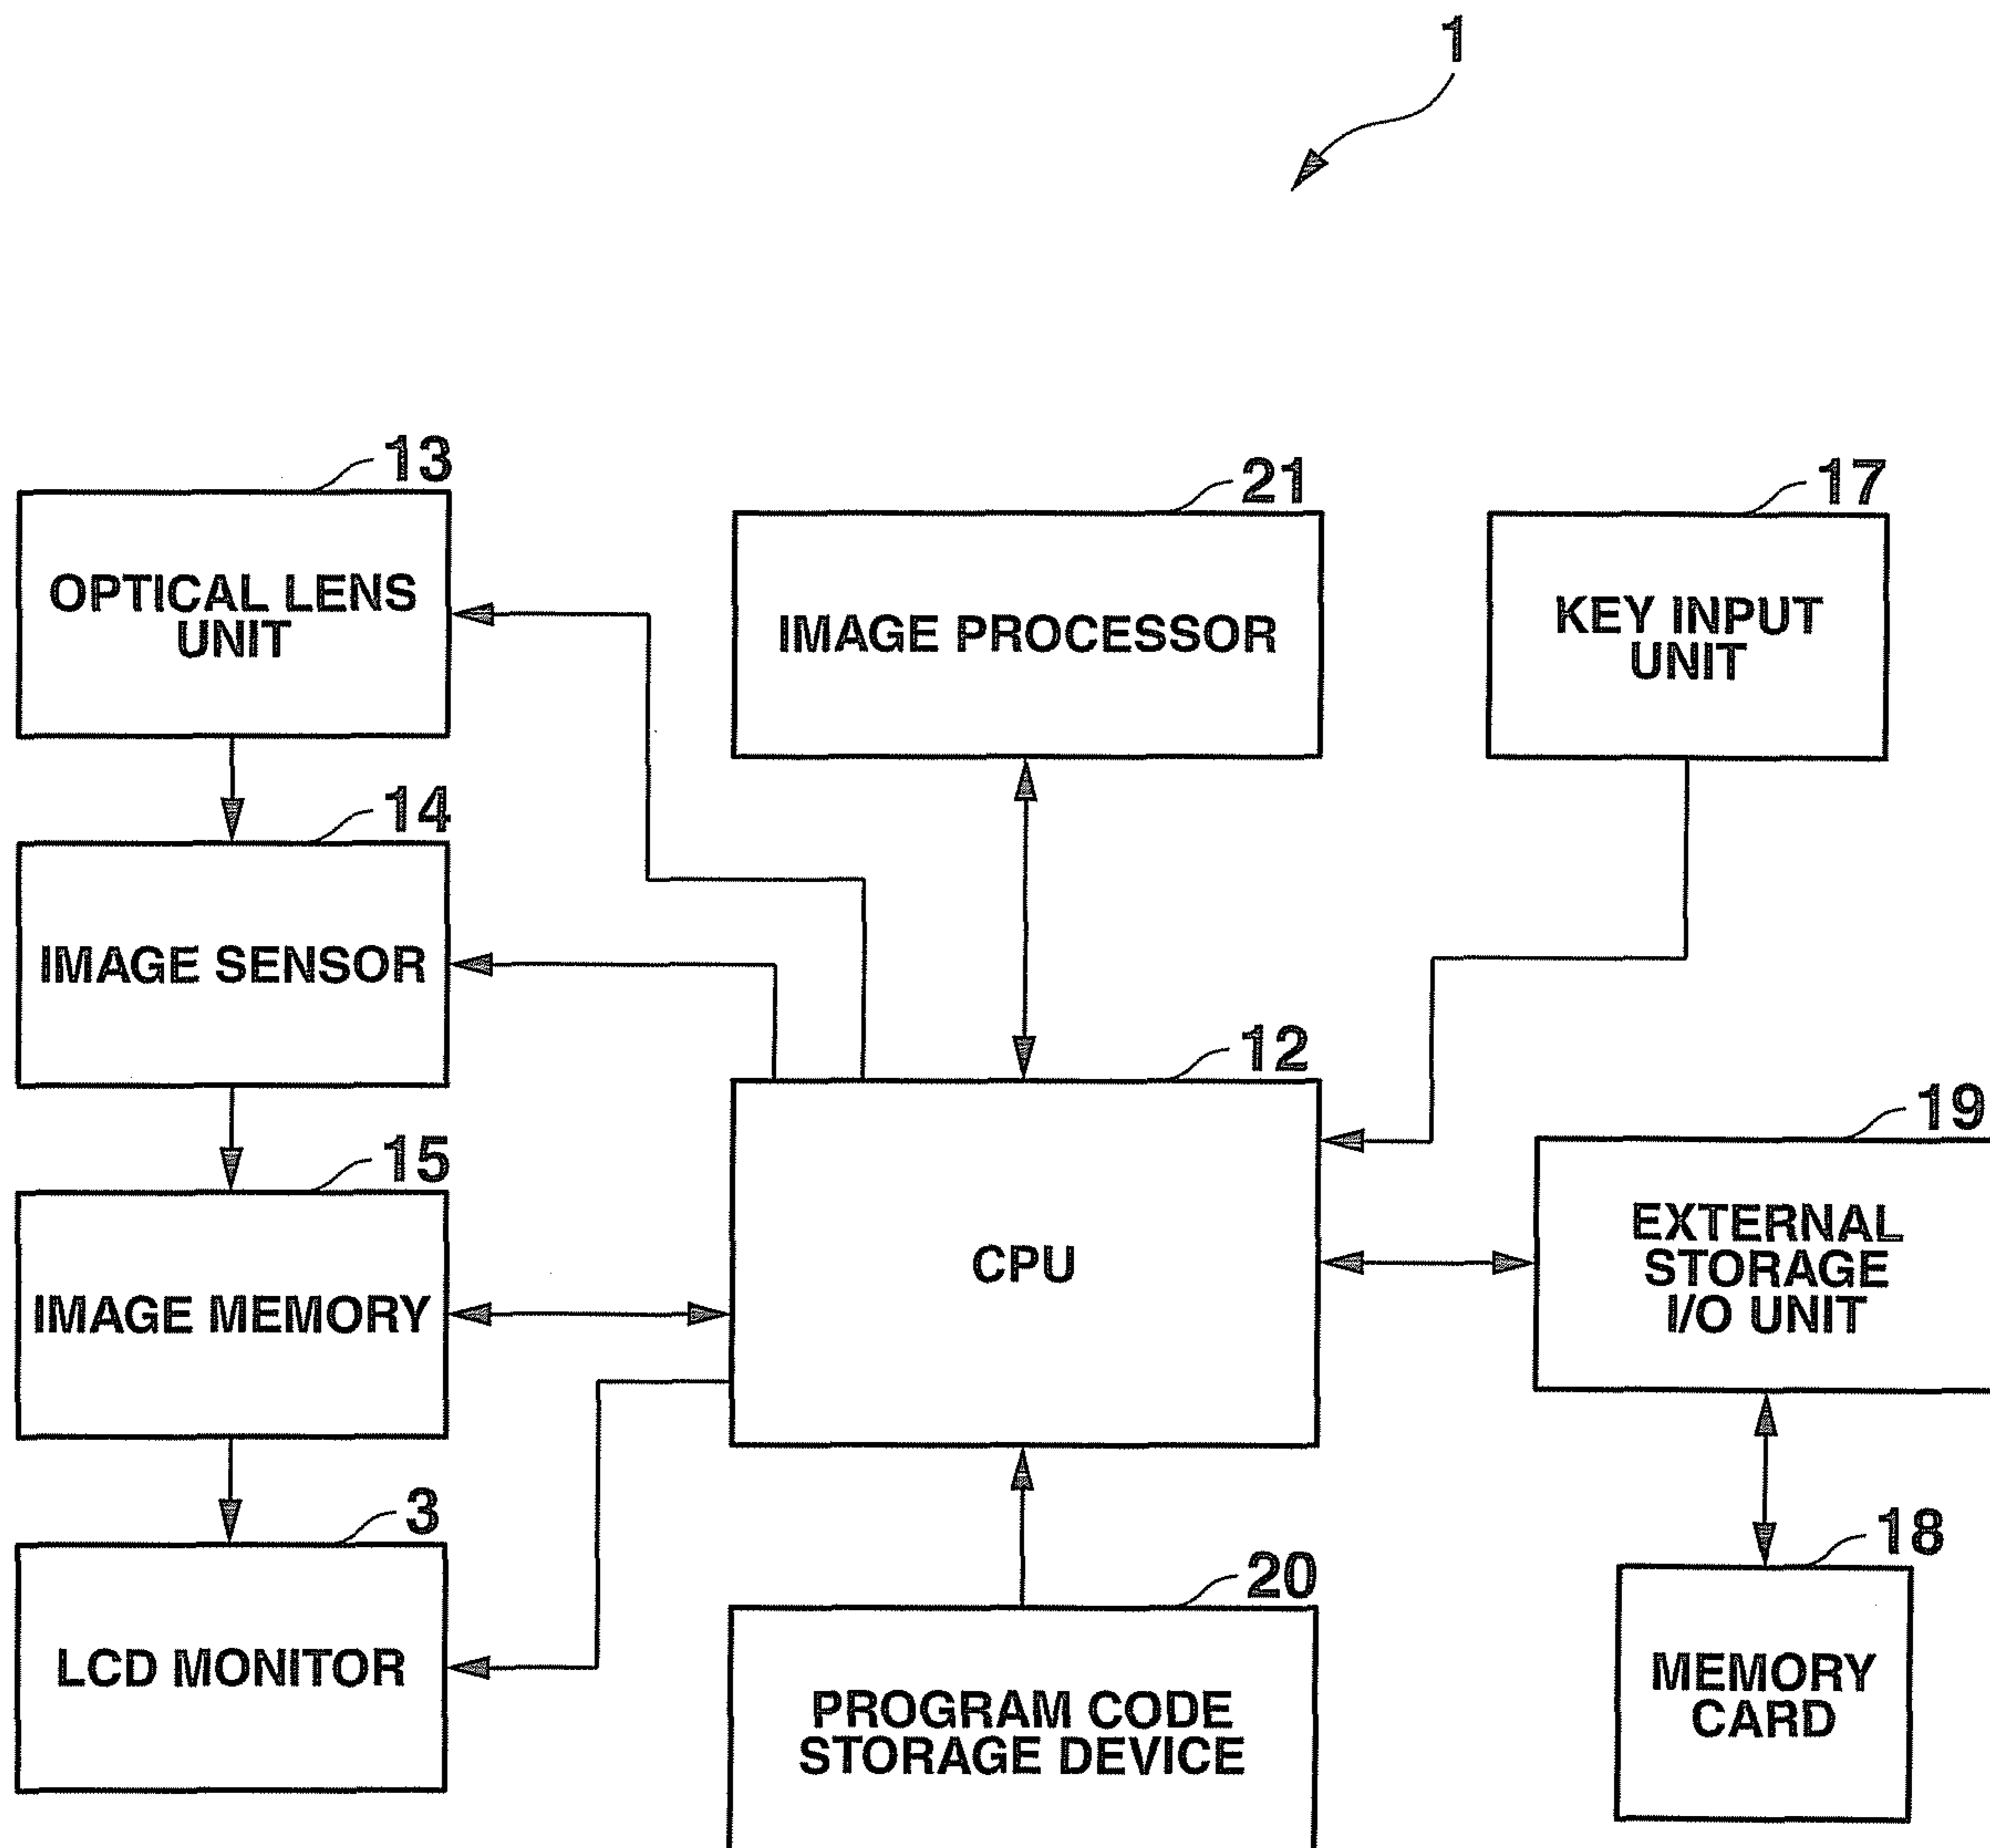 1
13
OPTICAL LENS
UNIT
21
IMAGE PROCESSOR
17
KEY INPUT
UNIT
14
IMAGE SENSOR
12
CPU
19
EXTERNAL
STORAGE
I/O UNIT
15
IMAGE MEMORY
3
LCD MONITOR
20
PROGRAM CODE
STORAGE DEVICE
18
MEMORY
CARD